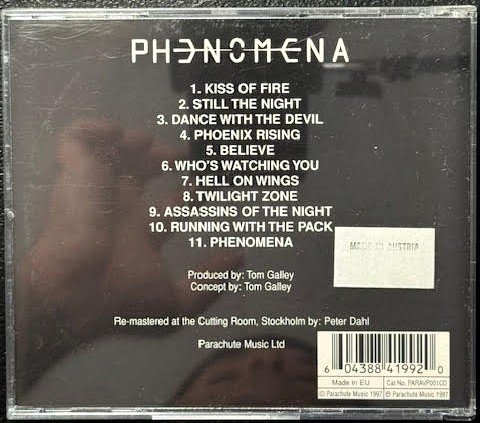 PHENOMENA
1. KISS OF FIRE
2. STILL THE NIGHT
3. DANCE WITH THE DEVIL
4. PHOENIX RISING
5. BELIEVE
6. WHO'S WATCHING YOU
7. HELL ON WINGS
8. TWILIGHT ZONE
9. ASSASSINS OF THE NIGHT
10. RUNNING WITH THE PACK
11. PHENOMENA
MADE IN AUSTRIA
Produced by: Tom Galley
Concept by: Tom Galley
Re-mastered at the Cutting Room, Stockholm by: Peter Dahl
Parachute Music Ltd
6 04388 41992 0
Made in EU
Cat No. PARAVP001CD
© Parachute Music 1997
℗ Parachute Music 1997